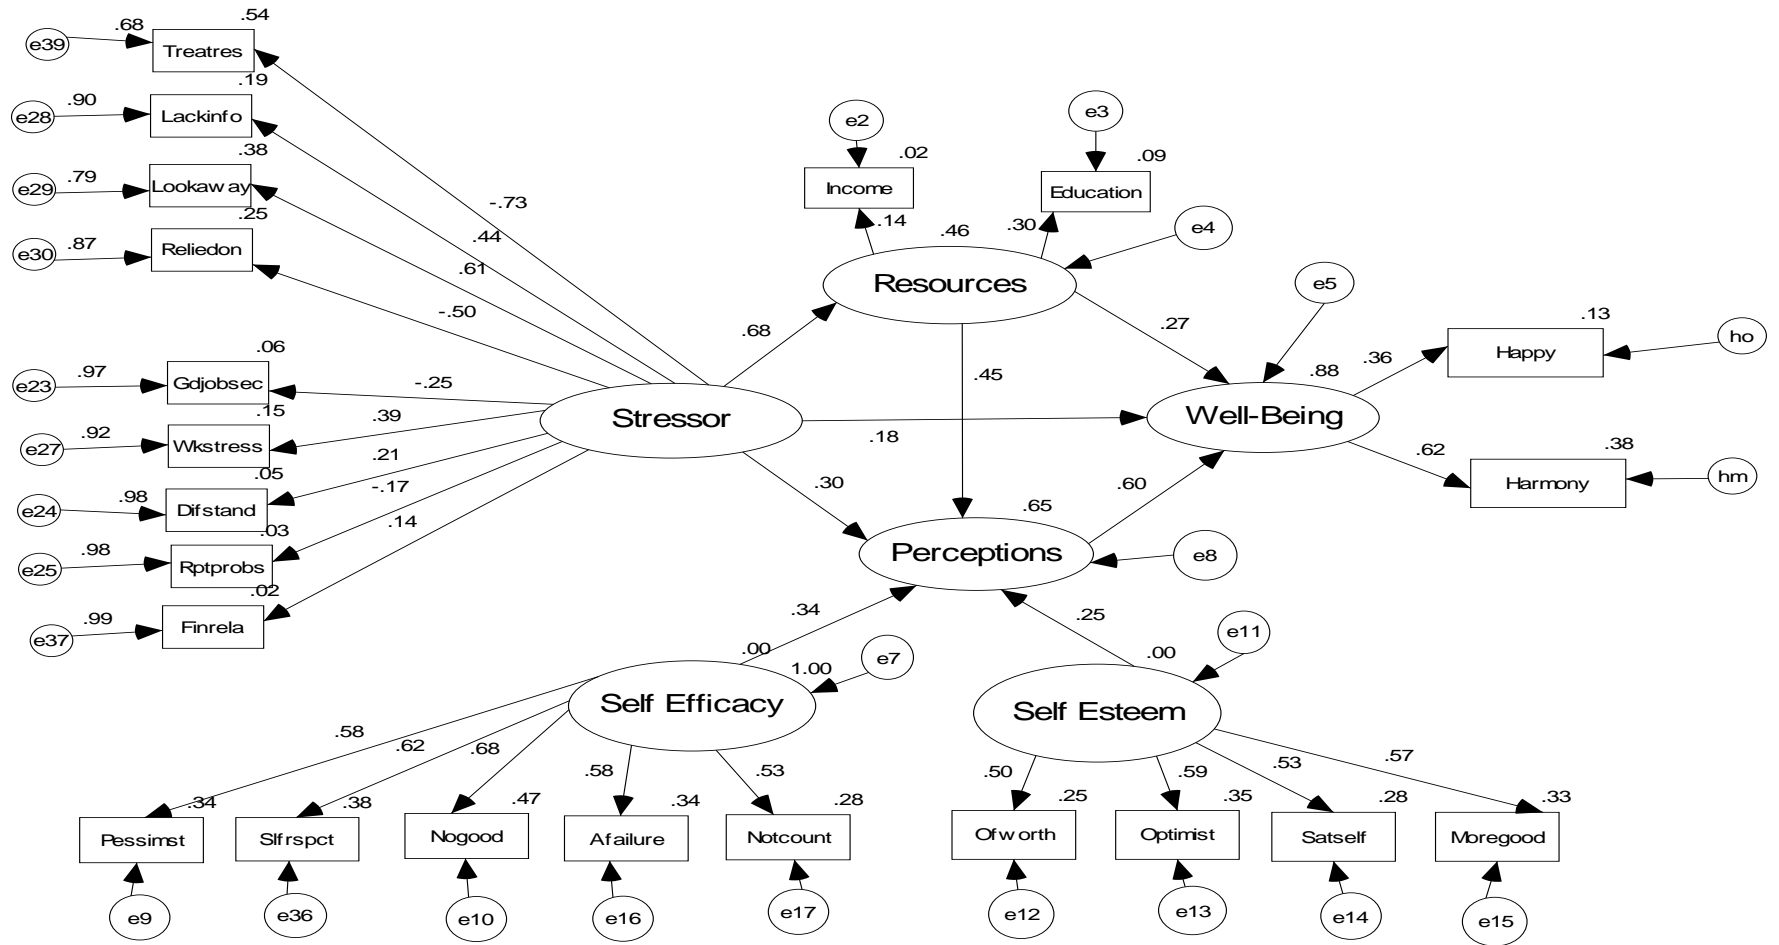 .54
e39 .68 Treatres
.19
e28 .90 Lackinfo
.38
e29 .79 Lookaway
.25
e30 .87 Reliedon
-.73
.44
.61
-.50
e2
e3
.02
.09
Income
Education
.14
.30
e4
.46
Resources
e5
.68
.27
.45
.06
e23 .97 Gdjobsec
-.25
.15
e27 .92 Wkstress
.39
.05
e24 .98 Difstand
.21
.03
e25 .98 Rptprobs
-.17
.02
e37 .99 Finrela
.14
Stressor
.18
.30
.88
Well-Being
.36
.13
Happy
ho
.62
.38
Harmony
hm
.60
.65
Perceptions
e8
.34
.25
.00
1.00
e7
Self Efficacy
.00
e11
Self Esteem
.58
.62
.68
.58
.53
.50
.59
.53
.57
.34
.38
.47
.34
.28
.25
.35
.28
.33
Pessimst
Slfrspct
Nogood
Afailure
Notcount
Ofworth
Optimist
Satself
Moregood
e9
e36
e10
e16
e17
e12
e13
e14
e15